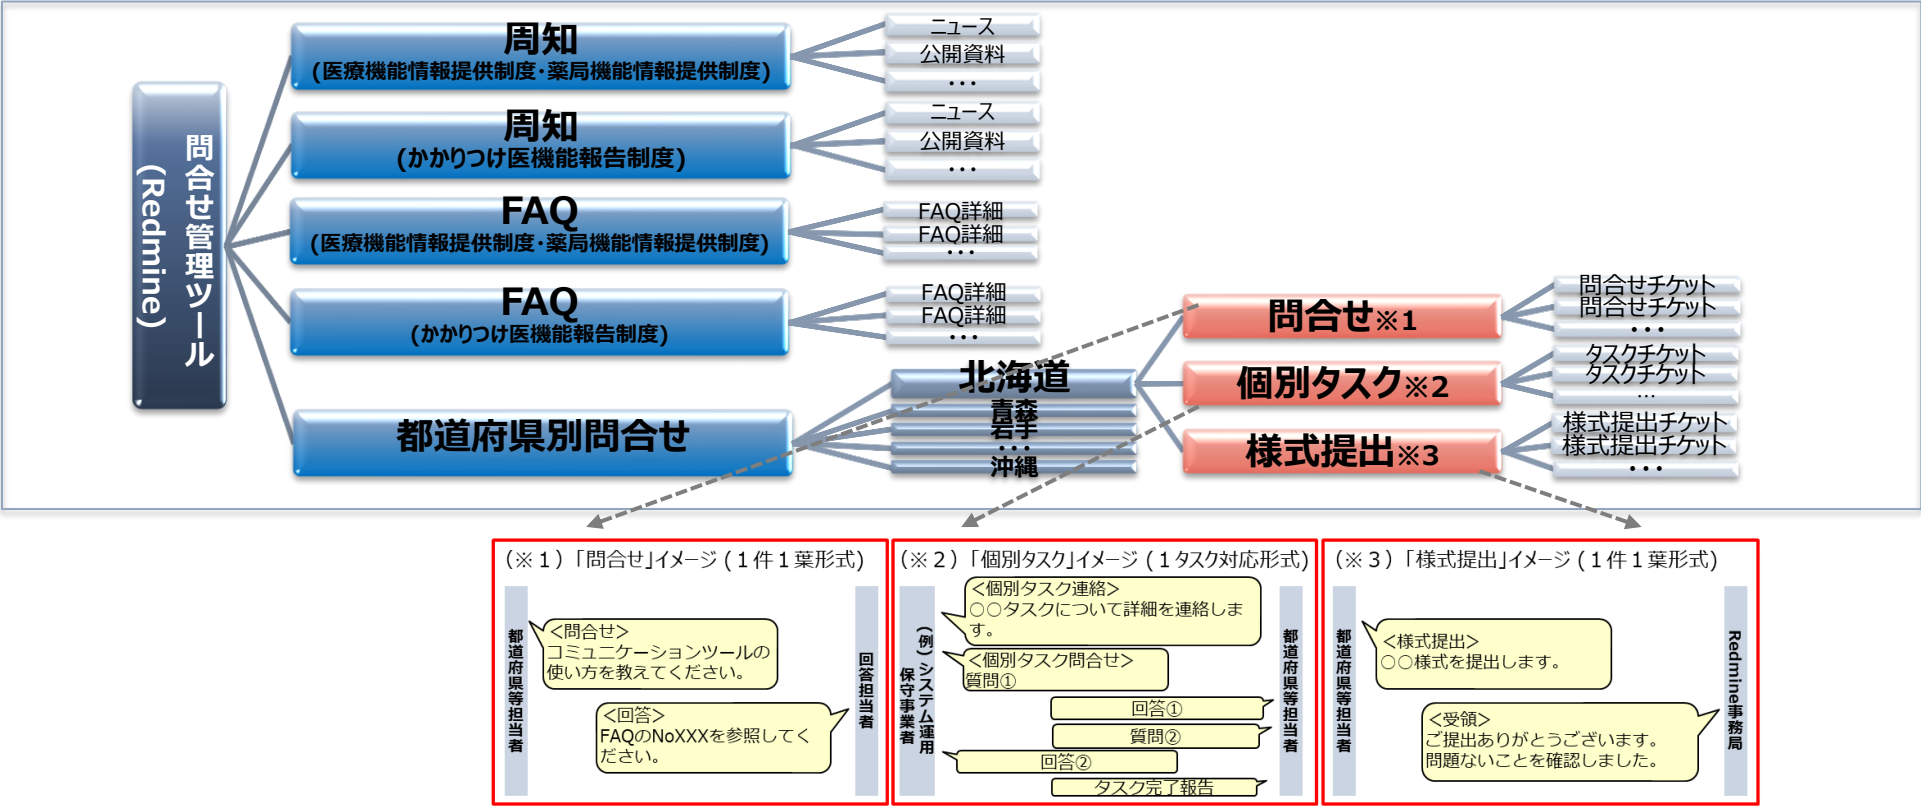 問合せ管理ツール
(Redmine)
周知
(医療機能情報提供制度・薬局機能情報提供制度)
ニュース
公開資料
・・・
周知
(かかりつけ医機能報告制度)
ニュース
公開資料
・・・
FAQ
(医療機能情報提供制度・薬局機能情報提供制度)
FAQ詳細
FAQ詳細
・・・
FAQ
(かかりつけ医機能報告制度)
FAQ詳細
FAQ詳細
・・・
都道府県別問合せ
北海道
青森
岩手
・・・
沖縄
問合せ※1
問合せチケット
問合せチケット
・・・
個別タスク※2
タスクチケット
タスクチケット
…
様式提出※3
様式提出チケット
様式提出チケット
・・・
(※１)「問合せ」イメージ (１件１葉形式)
都道府県等担当者
<問合せ>
コミュニケーションツールの
使い方を教えてください。
<回答>
FAQのNoXXXを参照してく
ださい。
回答担当者
(※２)「個別タスク」イメージ (１タスク対応形式)
(例)システム運用
保守事業者
<個別タスク連絡>
○○タスクについて詳細を連絡しま
す。
<個別タスク問合せ>
質問①
回答①
質問②
回答②
タスク完了報告
都道府県等担当者
(※３)「様式提出」イメージ (１件１葉形式)
都道府県等担当者
<様式提出>
○○様式を提出します。
<受領>
ご提出ありがとうございます。
問題ないことを確認しました。
Redmine事務局